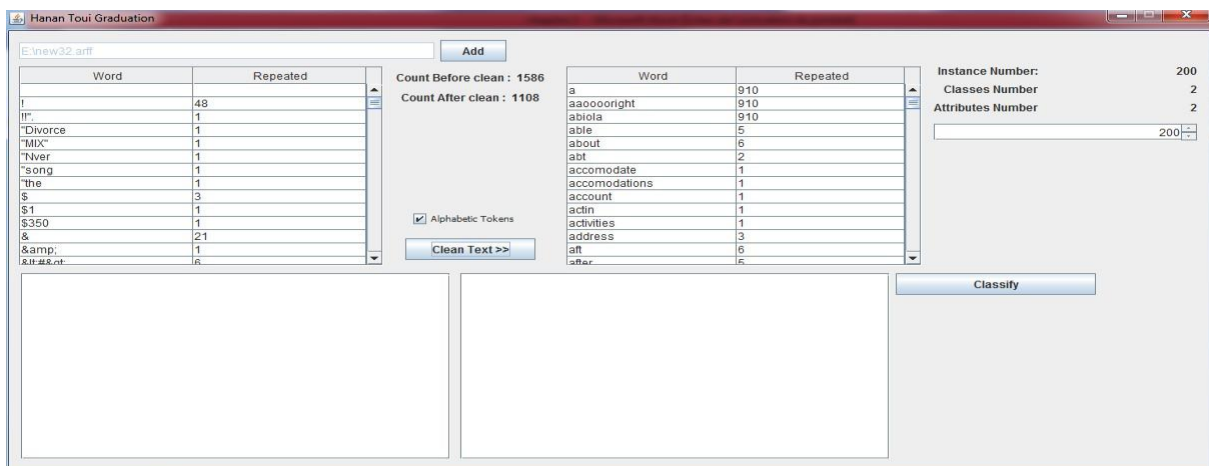 Hanan Toui Graduation
E:\new32.arff
Add
Word Repeated
! 48
!!". 1
"Divorce 1
"MIX" 1
"Nver 1
"song 1
"the 1
$ 3
$1 1
$350 1
& 21
&amp; 1
&lt;#&gt; 6
Count Before clean : 1586
Count After clean : 1108
Alphabetic Tokens
Clean Text >>
Word Repeated
a 910
aaooooright 910
abiola 910
able 5
about 6
abt 2
accomodate 1
accomodations 1
account 1
actin 1
activities 1
address 3
aft 6
after 5
Instance Number: 200
Classes Number 2
Attributes Number 2
200
Classify